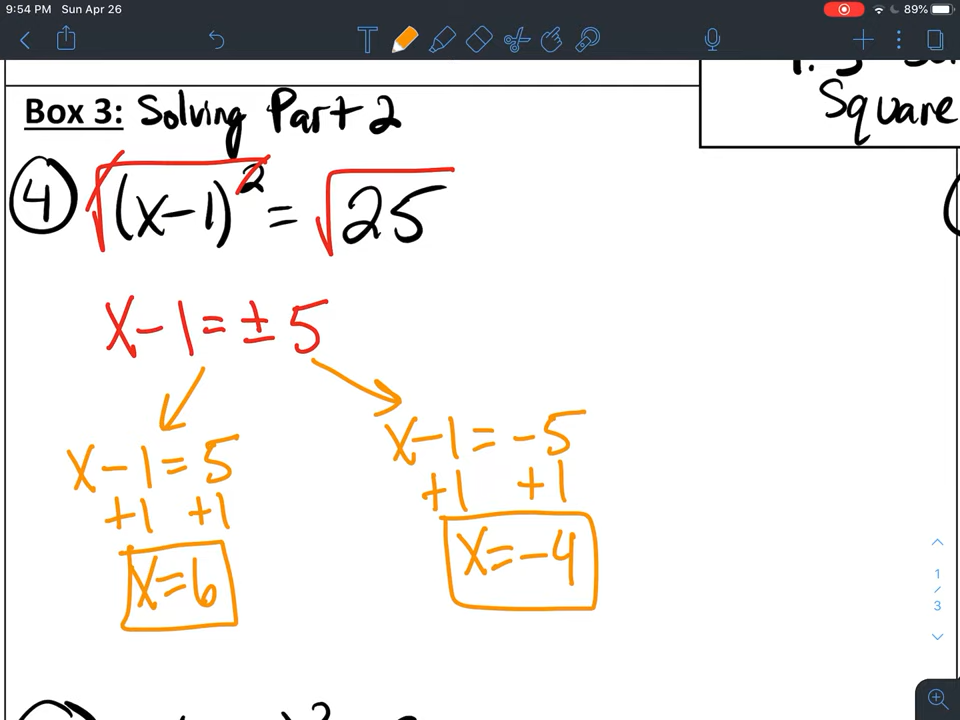 9:54 PM Sun Apr 26
89%
T
Square
Box 3: Solving Part 2
4 √(x-1)² = √25
x-1 = ±5
x-1 = 5
+1 +1
x=6
x-1 = -5
+1 +1
x=-4
1
/
3